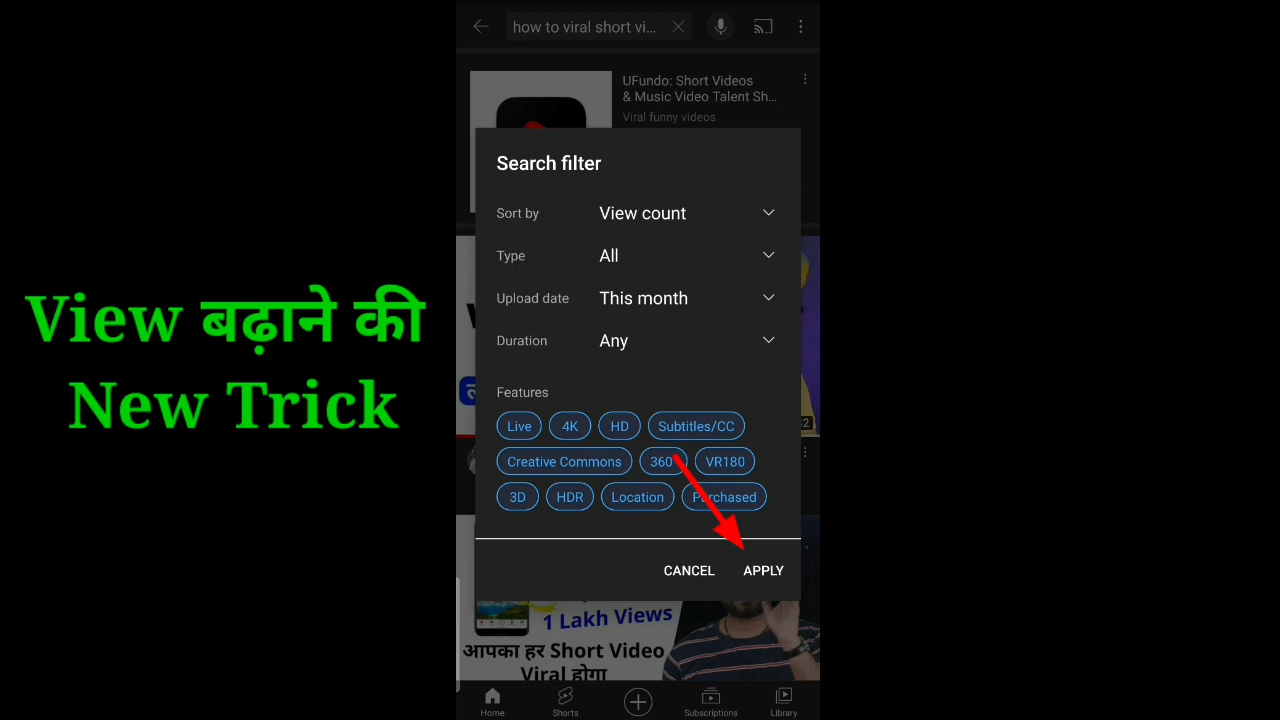 how to viral short vi...
UFundo: Short Videos
& Music Video Talent Sh...
Viral funny videos
Search filter
Sort by View count
Type All
Upload date This month
Duration Any
View बढ़ाने की
New Trick
Features
Live 4K HD Subtitles/CC
Creative Commons 360° VR180
3D HDR Location Purchased
CANCEL APPLY
1 Lakh Views
आपका हर Short Video
Viral होगा
Home Shorts Subscriptions Library